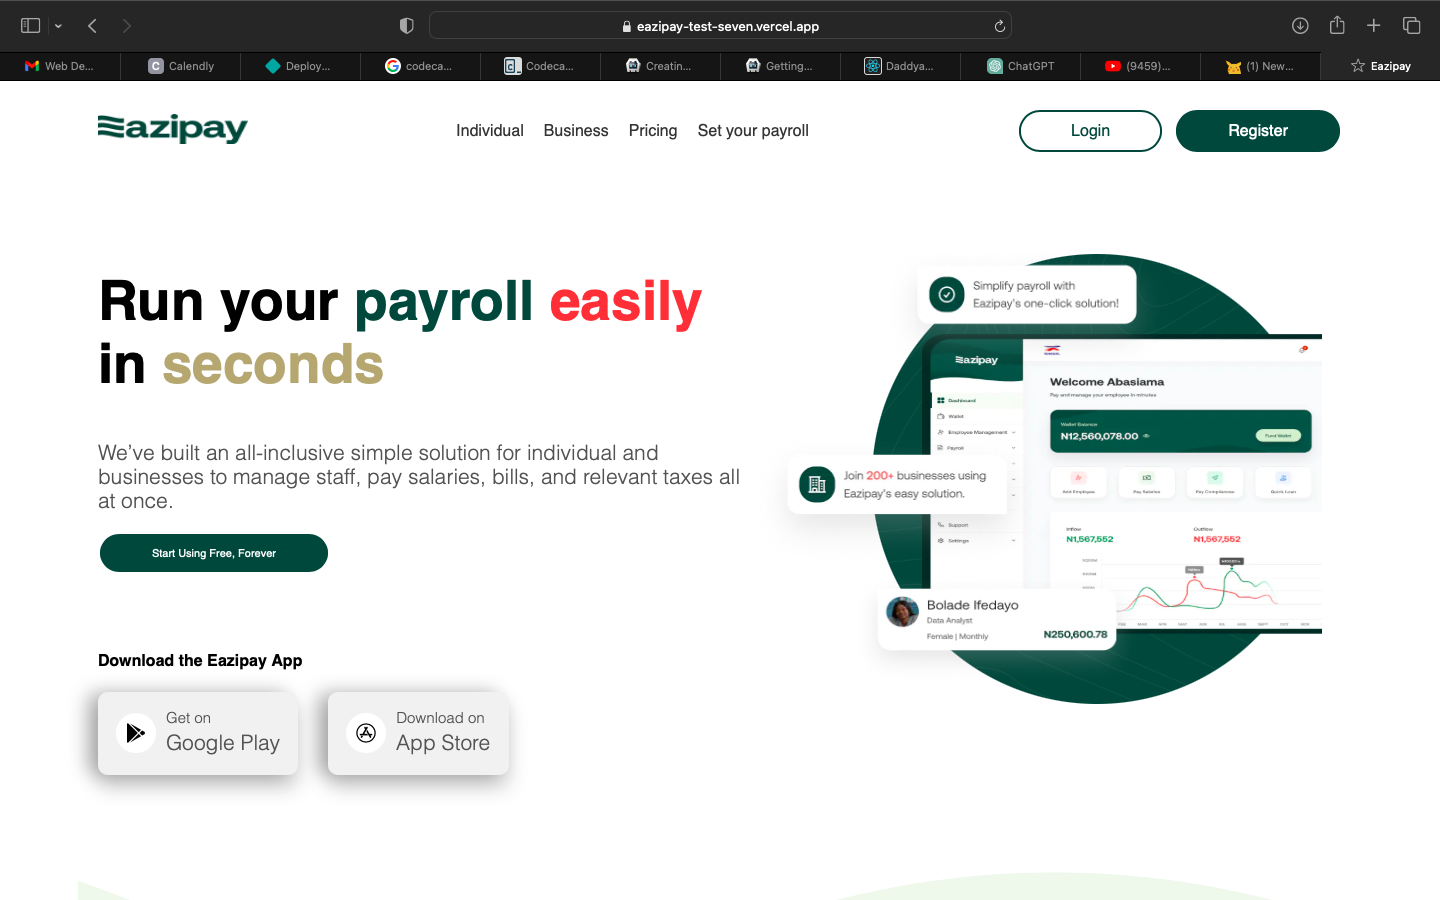 eazipay-test-seven.vercel.app
Web De...
Calendly
Deploy...
codeca...
Codeca...
Creatin...
Getting...
Daddya...
ChatGPT
(9459)...
(1) New...
Eazipay
Eazipay
Individual
Business
Pricing
Set your payroll
Login
Register
Run your payroll easily
in seconds
We've built an all-inclusive simple solution for individual and
businesses to manage staff, pay salaries, bills, and relevant taxes all
at once.
Start Using Free, Forever
Download the Eazipay App
Get on
Google Play
Download on
App Store
Simplify payroll with
Eazipay's one-click solution!
Eazipay
Dashboard
Wallet
Employee Management
Payroll
Support
Settings
Welcome Abasiama
Pay and manage your employee in minutes
Wallet Balance
N12,560,078.00
Fund Wallet
Add Employee
Pay Salaries
Pay Compliances
Quick Loan
Inflow
N1,567,552
Outflow
N1,567,552
Join 200+ businesses using
Eazipay's easy solution.
Bolade Ifedayo
Data Analyst
Female | Monthly
N250,600.78